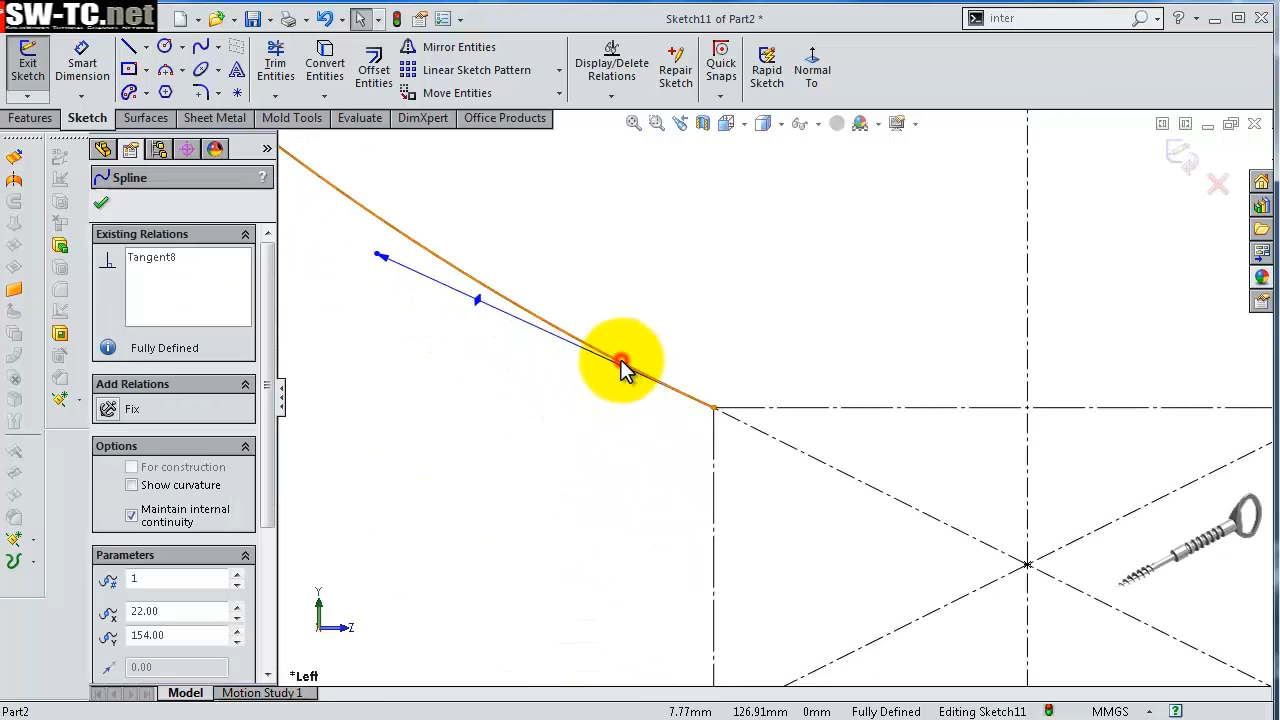 SW-TC.net
Sketch11 of Part2 *
inter
Exit Sketch
Smart Dimension
Trim Entities
Convert Entities
Offset Entities
Mirror Entities
Linear Sketch Pattern
Move Entities
Display/Delete Relations
Repair Sketch
Quick Snaps
Rapid Sketch
Normal To
Features
Sketch
Surfaces
Sheet Metal
Mold Tools
Evaluate
DimXpert
Office Products
Spline
?
Existing Relations
Tangent8
Fully Defined
Add Relations
Fix
Options
For construction
Show curvature
Maintain internal
continuity
Parameters
1
22.00
154.00
0.00
Y
Z
*Left
Model
Motion Study 1
Part2
7.77mm
126.91mm
0mm
Fully Defined
Editing Sketch11
MMGS